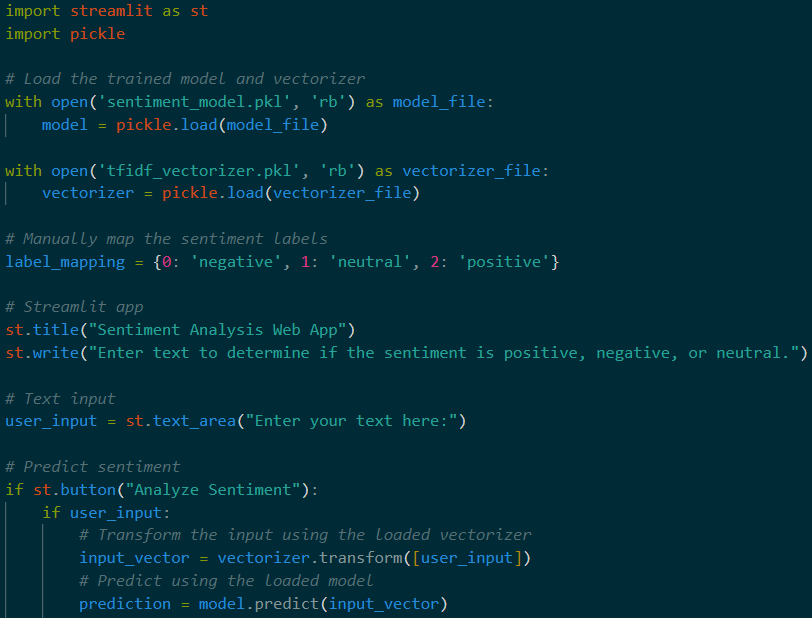 import streamlit as st
import pickle

# Load the trained model and vectorizer
with open('sentiment_model.pkl', 'rb') as model_file:
    model = pickle.load(model_file)

with open('tfidf_vectorizer.pkl', 'rb') as vectorizer_file:
    vectorizer = pickle.load(vectorizer_file)

# Manually map the sentiment labels
label_mapping = {0: 'negative', 1: 'neutral', 2: 'positive'}

# Streamlit app
st.title("Sentiment Analysis Web App")
st.write("Enter text to determine if the sentiment is positive, negative, or neutral.")

# Text input
user_input = st.text_area("Enter your text here:")

# Predict sentiment
if st.button("Analyze Sentiment"):
    if user_input:
        # Transform the input using the loaded vectorizer
        input_vector = vectorizer.transform([user_input])
        # Predict using the loaded model
        prediction = model.predict(input_vector)